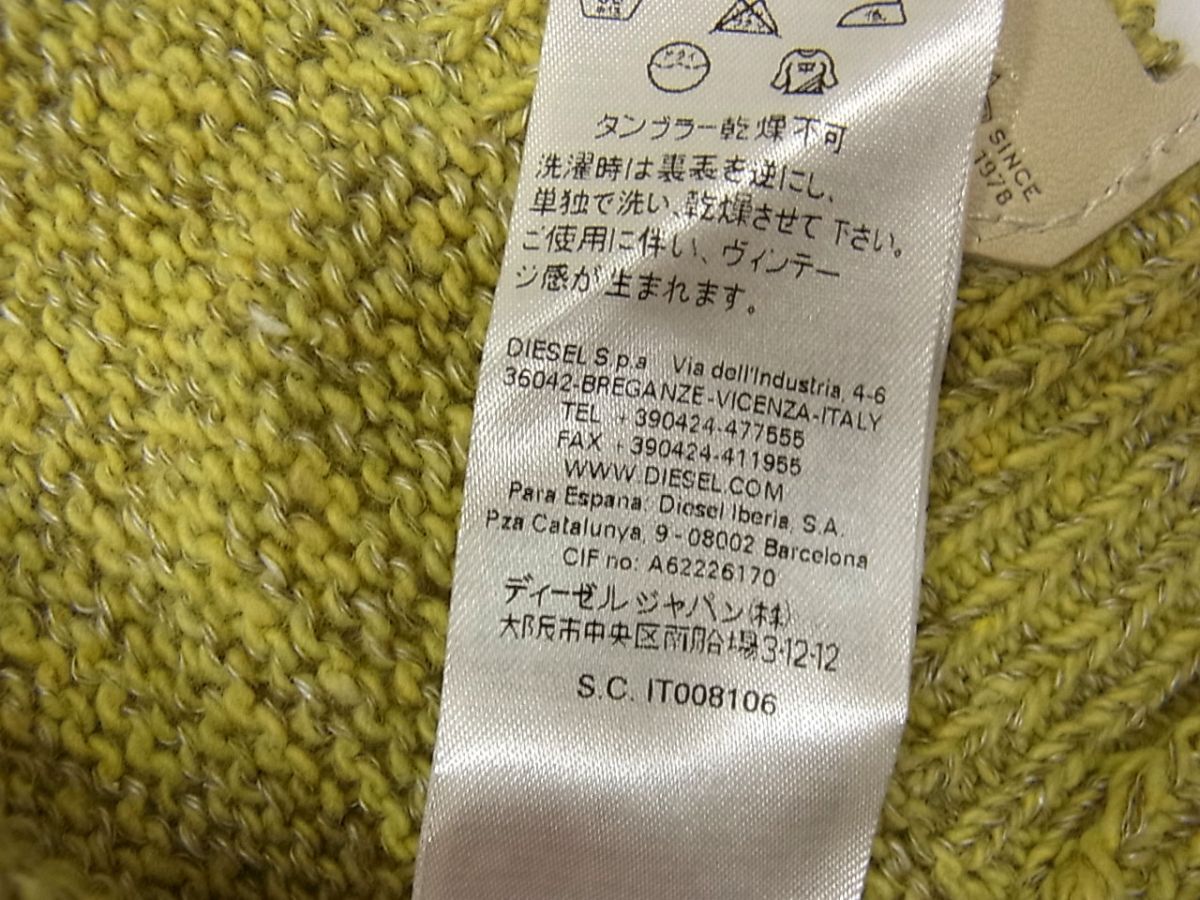 低
ドライ
中
タンブラー乾燥不可
洗濯時は裏表を逆にし、
単独で洗い、乾燥させて下さい。
ご使用に伴い、ヴィンテー
ジ感が生まれます。
DIESEL S.p.a Via dell'Industria, 4-6
36042-BREGANZE-VICENZA-ITALY
TEL +390424-477555
FAX +390424-411955
WWW.DIESEL.COM
Para Espana: Diesel Iberia, S.A.
Pza Catalunya, 9 - 08002 Barcelona
CIF no: A62226170
ディーゼル ジャパン(株)
大阪市中央区南船場3-12-12
S.C. IT008106
SINCE
1978